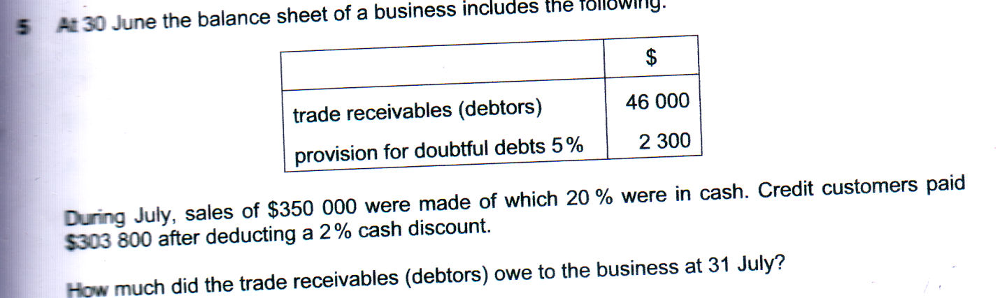 5 At 30 June the balance sheet of a business includes the following.
$
trade receivables (debtors) 46 000
provision for doubtful debts 5 % 2 300
During July, sales of $350 000 were made of which 20 % were in cash. Credit customers paid
$303 800 after deducting a 2 % cash discount.
How much did the trade receivables (debtors) owe to the business at 31 July?